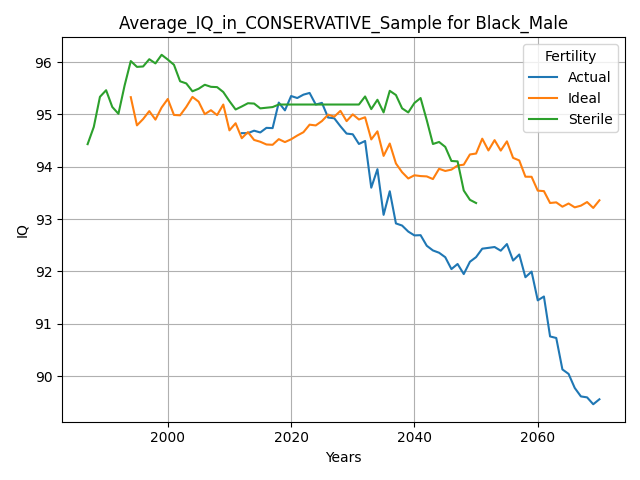 Average_IQ_in_CONSERVATIVE_Sample for Black_Male
Fertility
Actual
Ideal
Sterile
96
95
94
93
92
91
90
IQ
2000
2020
2040
2060
Years